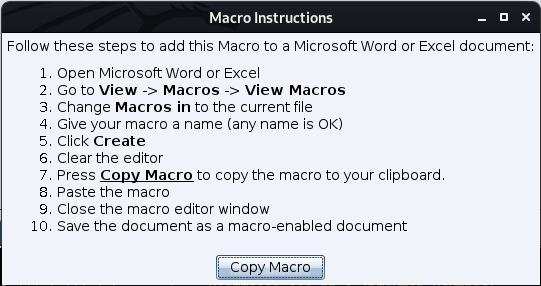 Macro Instructions
Follow these steps to add this Macro to a Microsoft Word or Excel document:
1. Open Microsoft Word or Excel
2. Go to View -> Macros -> View Macros
3. Change Macros in to the current file
4. Give your macro a name (any name is OK)
5. Click Create
6. Clear the editor
7. Press Copy Macro to copy the macro to your clipboard.
8. Paste the macro
9. Close the macro editor window
10. Save the document as a macro-enabled document
Copy Macro